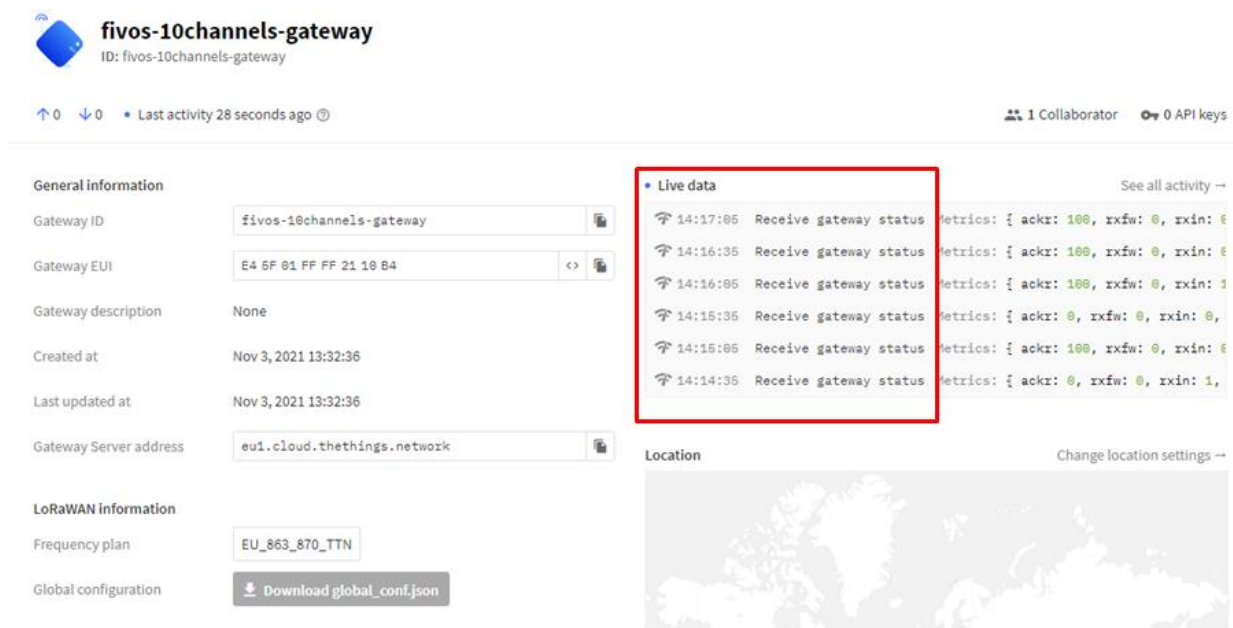 fivos-10channels-gateway
ID: fivos-10channels-gateway
0 0 • Last activity 28 seconds ago
1 Collaborator 0 API keys
General information
Gateway ID fivos-10channels-gateway
Gateway EUI E4 5F 01 FF FF 21 10 B4
Gateway description None
Created at Nov 3, 2021 13:32:36
Last updated at Nov 3, 2021 13:32:36
Gateway Server address eu1.cloud.thethings.network
LoRaWAN information
Frequency plan EU_863_870_TTN
Global configuration Download global_conf.json
• Live data See all activity →
14:17:05 Receive gateway status Metrics: { ackr: 100, rxfw: 0, rxin:
14:16:35 Receive gateway status Metrics: { ackr: 100, rxfw: 0, rxin:
14:16:05 Receive gateway status Metrics: { ackr: 100, rxfw: 0, rxin: 1
14:15:35 Receive gateway status Metrics: { ackr: 0, rxfw: 0, rxin: 0,
14:15:05 Receive gateway status Metrics: { ackr: 100, rxfw: 0, rxin:
14:14:35 Receive gateway status Metrics: { ackr: 0, rxfw: 0, rxin: 1,
Location Change location settings →